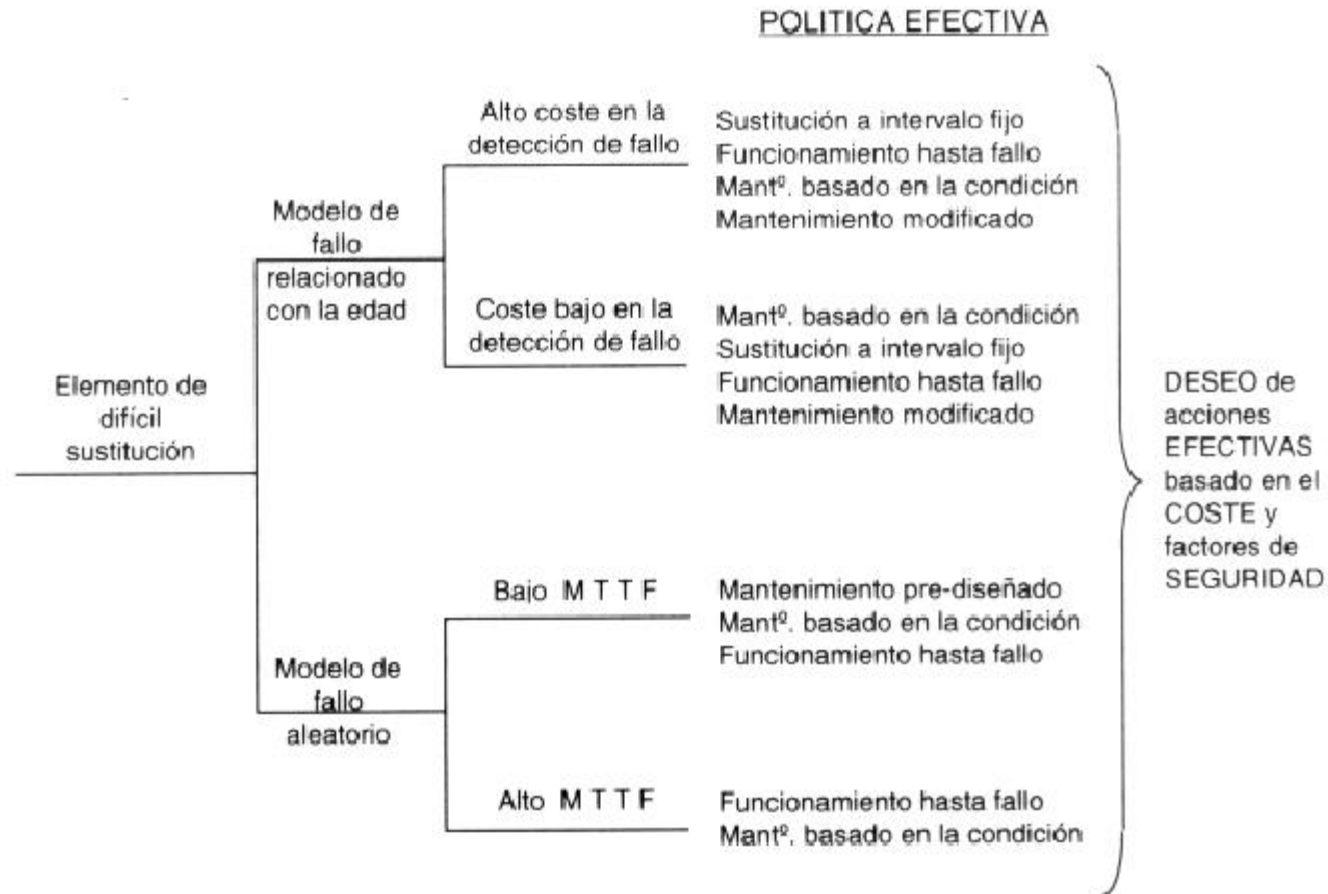 POLITICA EFECTIVA
Alto coste en la
detección de fallo
Sustitución a intervalo fijo
Funcionamiento hasta fallo
Mantº. basado en la condición
Mantenimiento modificado
Modelo de
fallo
relacionado
con la edad
Coste bajo en la
detección de fallo
Mantº. basado en la condición
Sustitución a intervalo fijo
Funcionamiento hasta fallo
Mantenimiento modificado
Elemento de
difícil
sustitución
DESEO de
acciones
EFECTIVAS
basado en el
COSTE y
factores de
SEGURIDAD
Bajo M T T F
Mantenimiento pre-diseñado
Mantº. basado en la condición
Funcionamiento hasta fallo
Modelo de
fallo
aleatorio
Alto M T T F
Funcionamiento hasta fallo
Mantº. basado en la condición